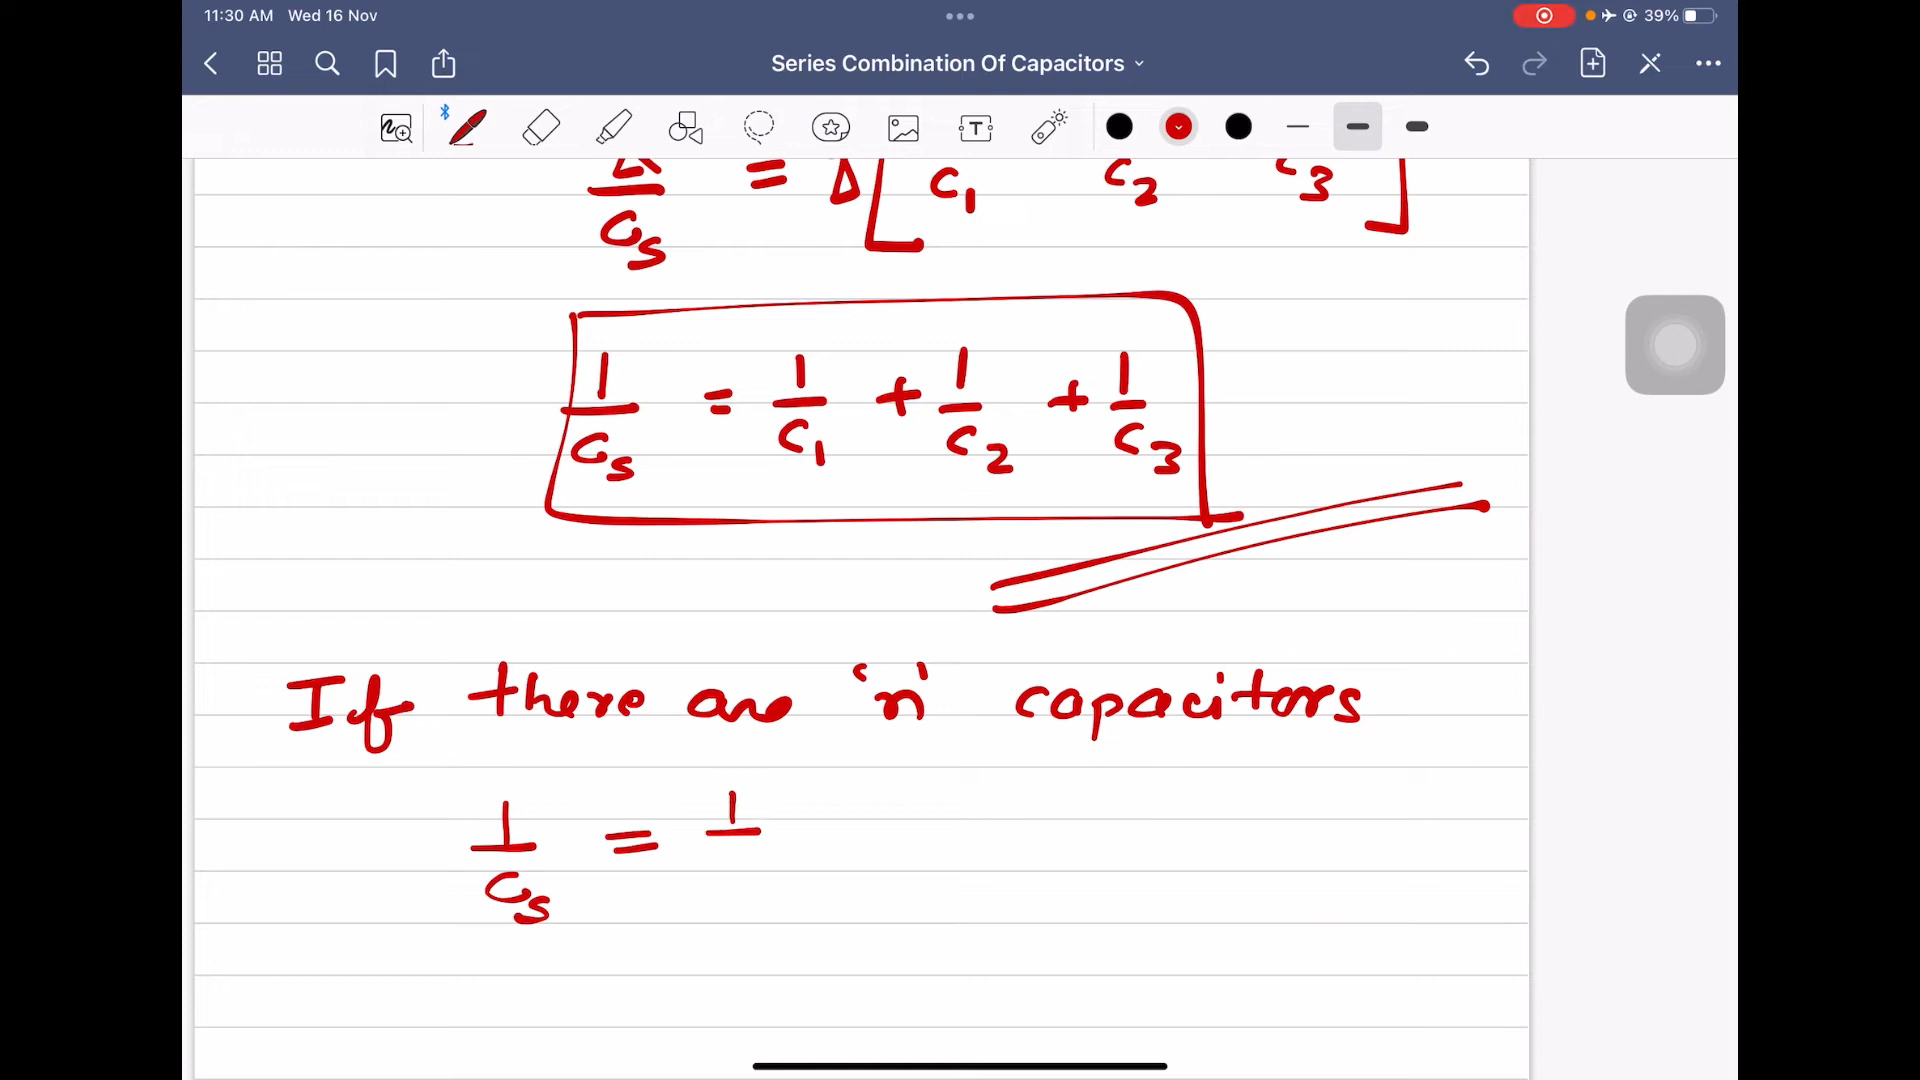 11:30 AM Wed 16 Nov
39%
Series Combination Of Capacitors
T
/Cs = [ C1 C2 C3 ]
1/Cs = 1/C1 + 1/C2 + 1/C3
If there are 'n' capacitors
1/Cs = 1